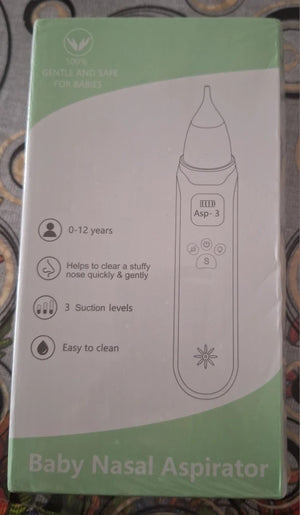 100%
GENTLE AND SAFE
FOR BABIES
Asp- 3
S
0-12 years
Helps to clear a stuffy
nose quickly & gently
3 Suction levels
Easy to clean
Baby Nasal Aspirator